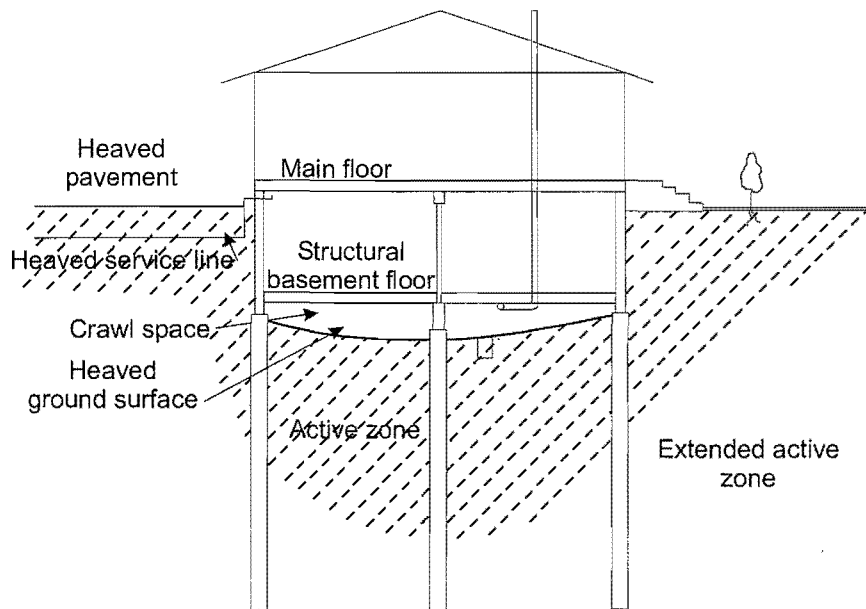 Heaved
pavement
Main floor
Heaved service line
Structural
basement floor
Crawl space
Heaved
ground surface
Active zone
Extended active
zone